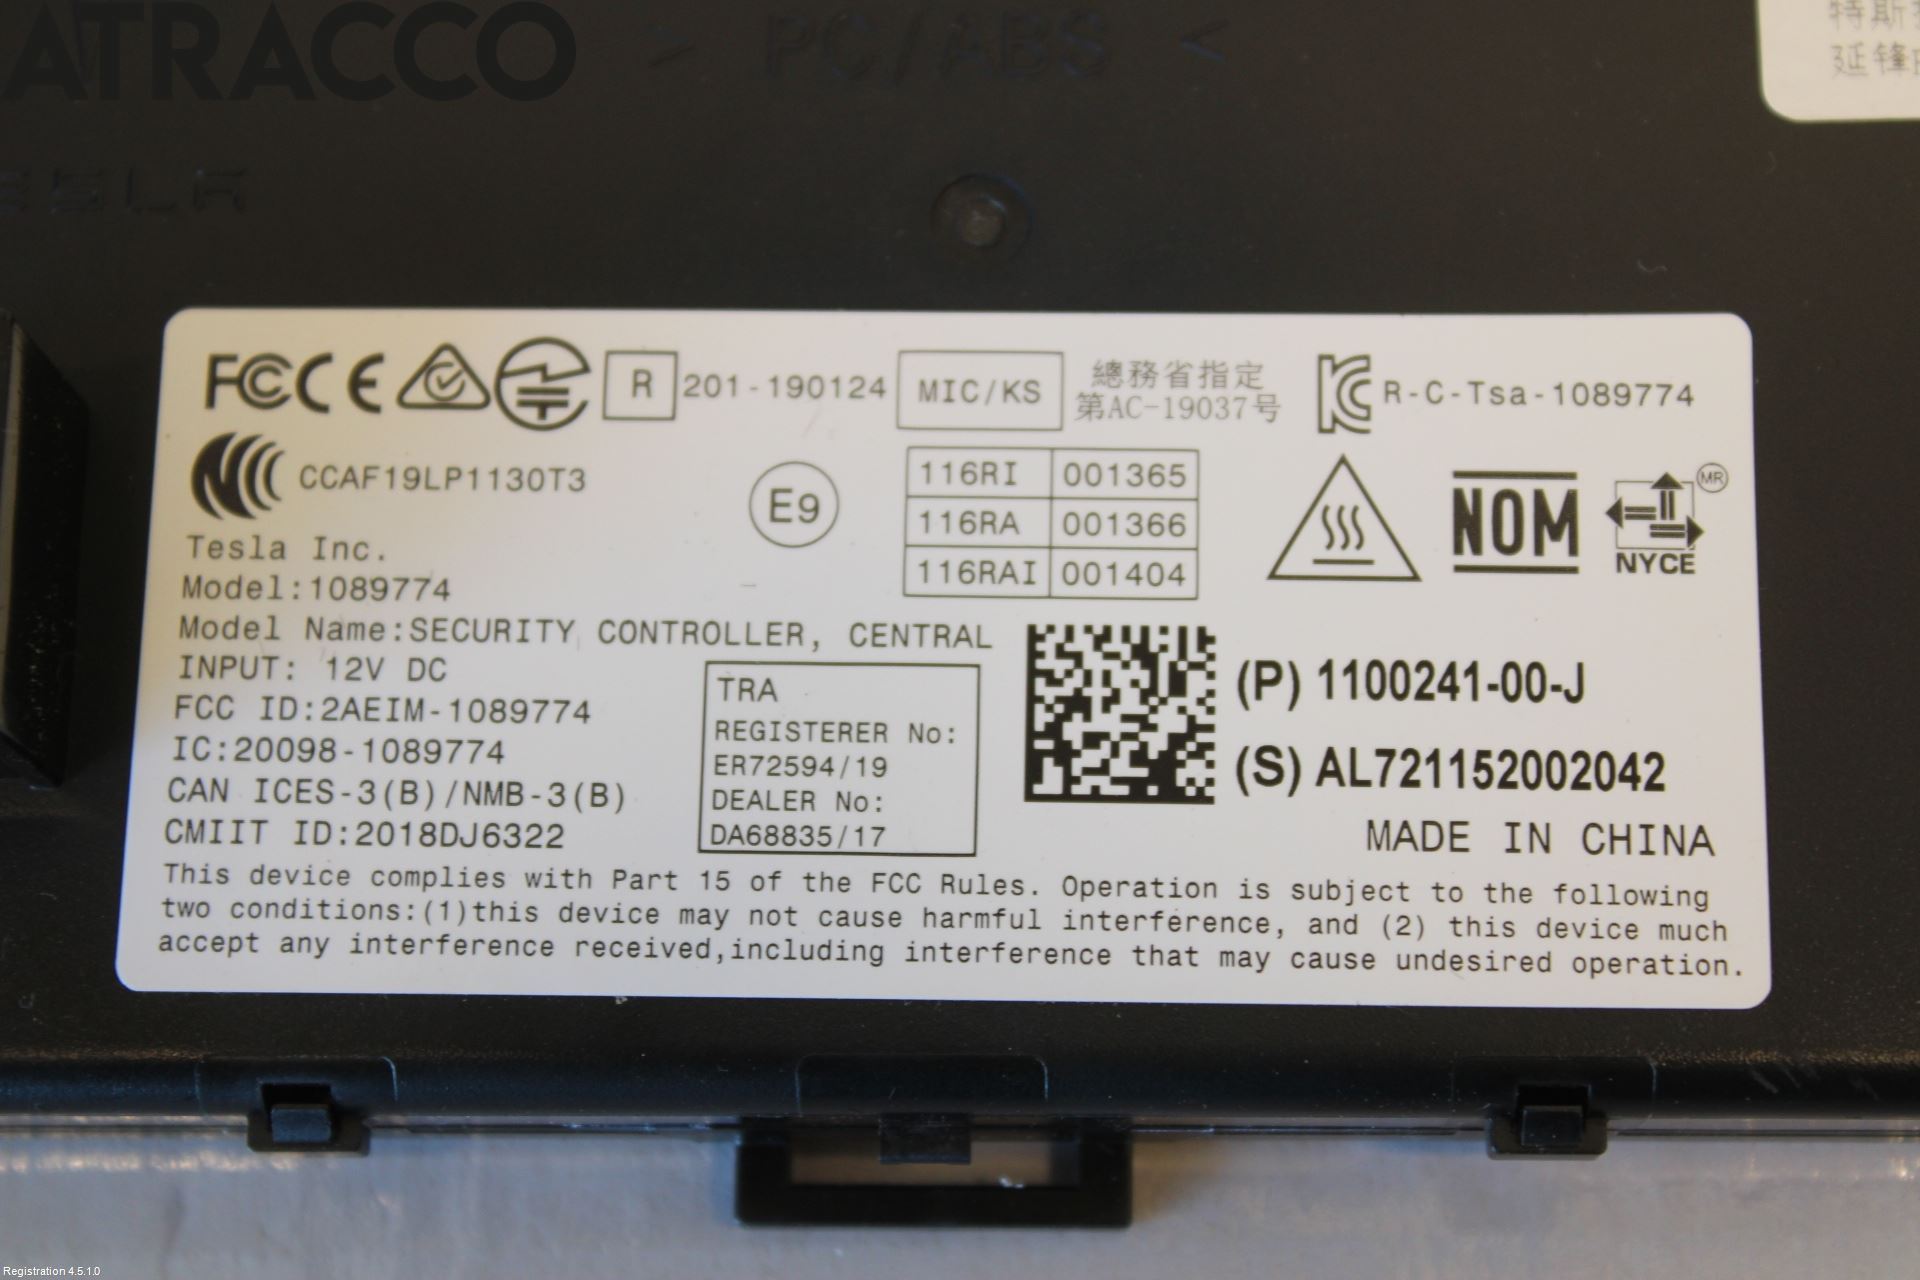 ATRACCO
> PC/ABS <
延锋
FCC CE R 201-190124 MIC/KS 總務省指定
第AC-19037号
R-C-Tsa-1089774
CCAF19LP1130T3
E9
116RI 001365
116RA 001366
116RAI 001404
NOM
NYCE
MR
Tesla Inc.
Model:1089774
Model Name:SECURITY CONTROLLER, CENTRAL
INPUT: 12V DC
FCC ID:2AEIM-1089774
IC:20098-1089774
CAN ICES-3(B)/NMB-3(B)
CMIIT ID:2018DJ6322
TRA
REGISTERER No:
ER72594/19
DEALER No:
DA68835/17
(P) 1100241-00-J
(S) AL721152002042
MADE IN CHINA
This device complies with Part 15 of the FCC Rules. Operation is subject to the following
two conditions:(1)this device may not cause harmful interference, and (2) this device much
accept any interference received,including interference that may cause undesired operation.
Registration 4.5.1.0